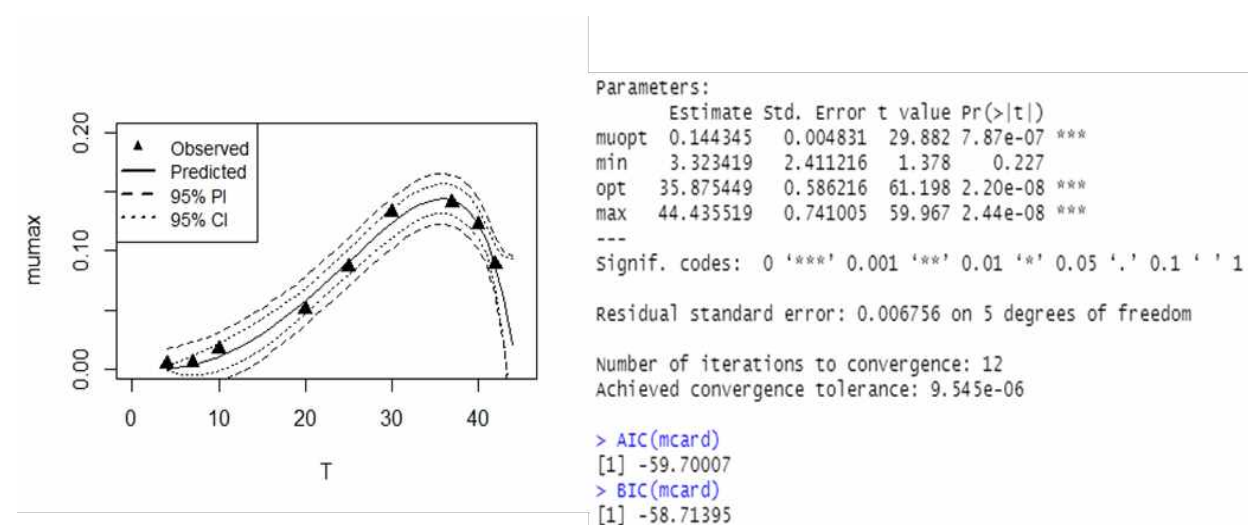 0.20
0.10
0.00
mumax
Observed
Predicted
95% PI
95% CI
0 10 20 30 40
T
Parameters:
Estimate Std. Error t value Pr(>|t|)
muopt 0.144345 0.004831 29.882 7.87e-07 ***
min 3.323419 2.411216 1.378 0.227
opt 35.875449 0.586216 61.198 2.20e-08 ***
max 44.435519 0.741005 59.967 2.44e-08 ***
---
Signif. codes: 0 ‘***’ 0.001 ‘**’ 0.01 ‘*’ 0.05 ‘.’ 0.1 ‘ ’ 1
Residual standard error: 0.006756 on 5 degrees of freedom
Number of iterations to convergence: 12
Achieved convergence tolerance: 9.545e-06
> AIC(mcard)
[1] -59.70007
> BIC(mcard)
[1] -58.71395